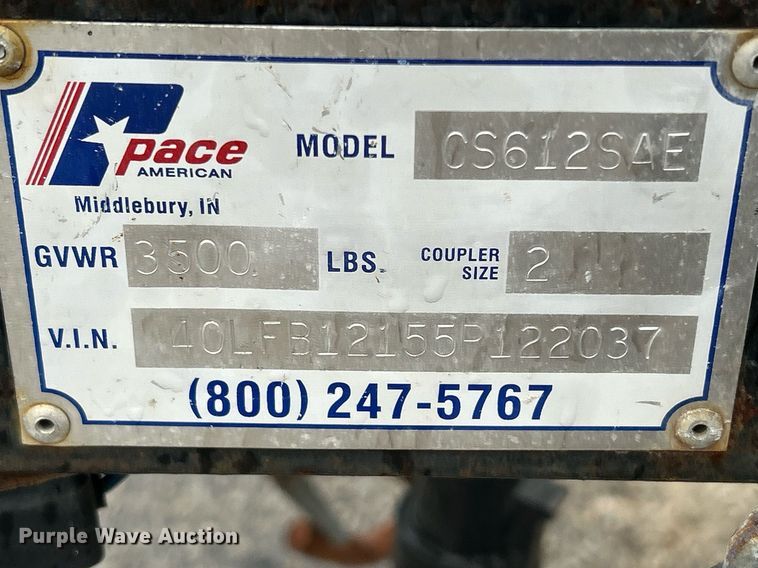 pace
AMERICAN
Middlebury, IN
MODEL CS612SAE
GVWR 3500 LBS. COUPLER SIZE 2"
V.I.N. 40LFB12155P122037
(800) 247-5767
Purple Wave Auction